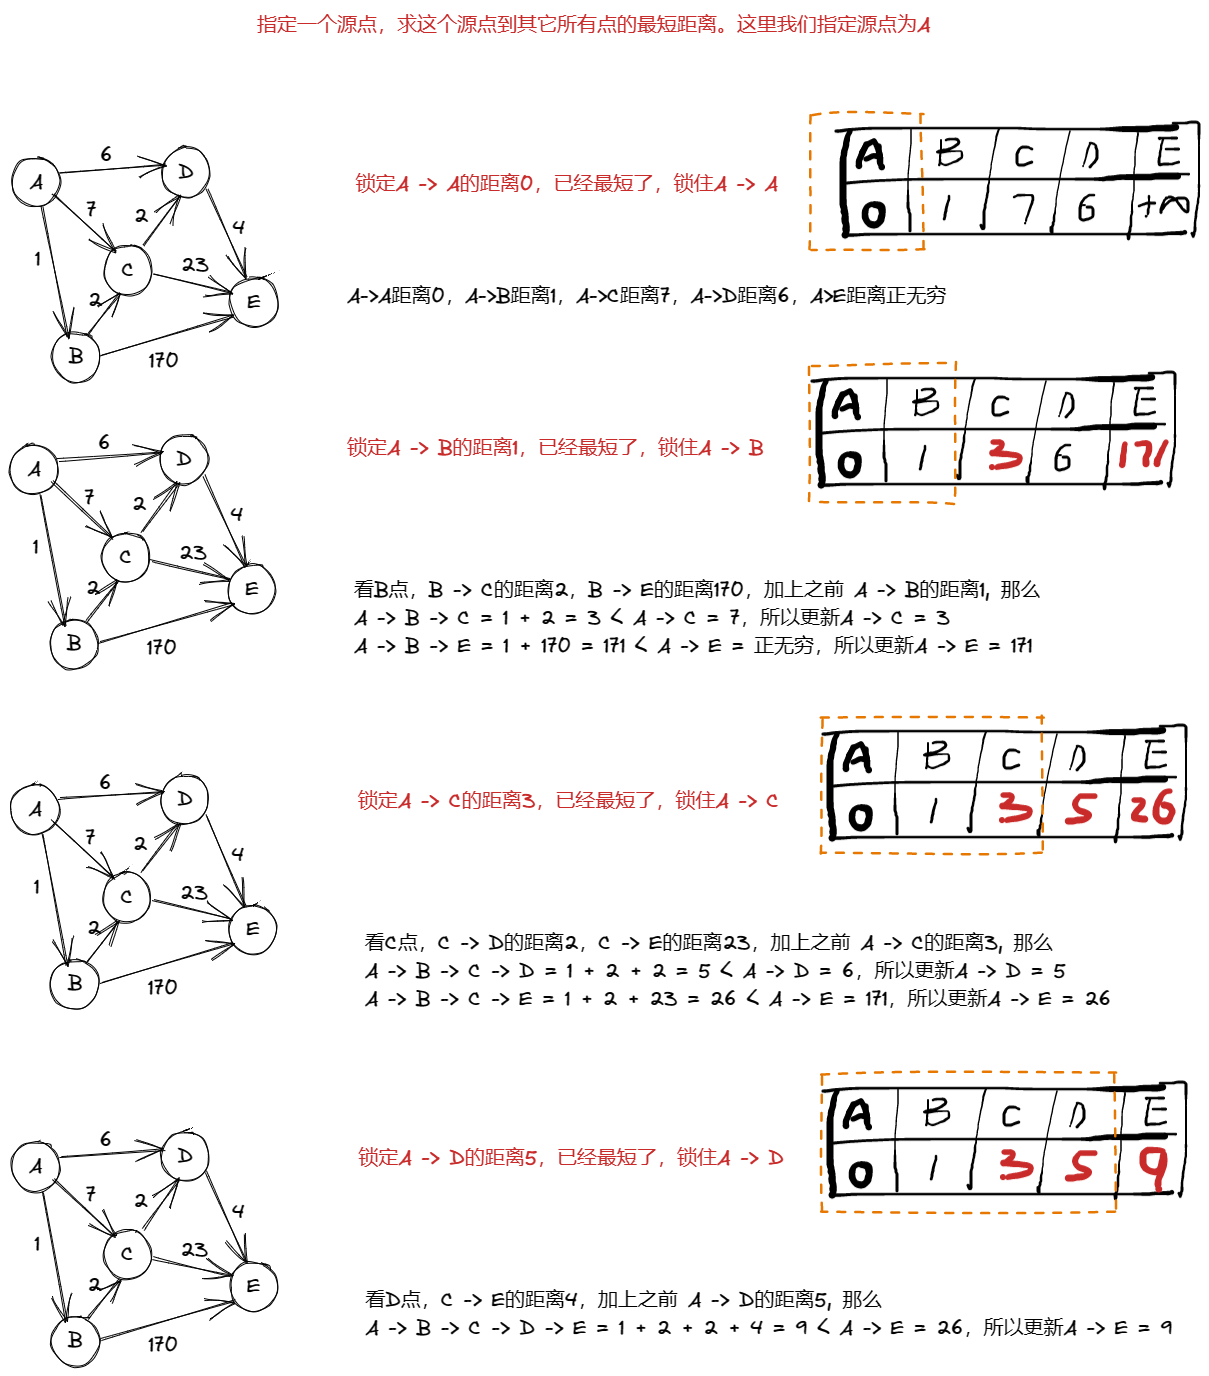 指定一个源点，求这个源点到其它所有点的最短距离。这里我们指定源点为A
A
6
D
7
2
4
1
C
23
2
E
B
170
锁定A -> A的距离0，已经最短了，锁住A -> A
A B C D E
0 1 7 6 +∞
A->A距离0，A->B距离1，A->C距离7，A->D距离6，A>E距离正无穷
A
6
D
7
2
4
1
C
23
2
E
B
170
锁定A -> B的距离1，已经最短了，锁住A -> B
A B C D E
0 1 3 6 171
看B点，B -> C的距离2，B -> E的距离170，加上之前 A -> B的距离1, 那么
A -> B -> C = 1 + 2 = 3 < A -> C = 7，所以更新A -> C = 3
A -> B -> E = 1 + 170 = 171 < A -> E = 正无穷，所以更新A -> E = 171
A
6
D
7
2
4
1
C
23
2
E
B
170
锁定A -> C的距离3，已经最短了，锁住A -> C
A B C D E
0 1 3 5 26
看C点，C -> D的距离2，C -> E的距离23，加上之前 A -> C的距离3, 那么
A -> B -> C -> D = 1 + 2 + 2 = 5 < A -> D = 6，所以更新A -> D = 5
A -> B -> C -> E = 1 + 2 + 23 = 26 < A -> E = 171，所以更新A -> E = 26
A
6
D
7
2
4
1
C
23
2
E
B
170
锁定A -> D的距离5，已经最短了，锁住A -> D
A B C D E
0 1 3 5 9
看D点，C -> E的距离4，加上之前 A -> D的距离5, 那么
A -> B -> C -> D -> E = 1 + 2 + 2 + 4 = 9 < A -> E = 26，所以更新A -> E = 9